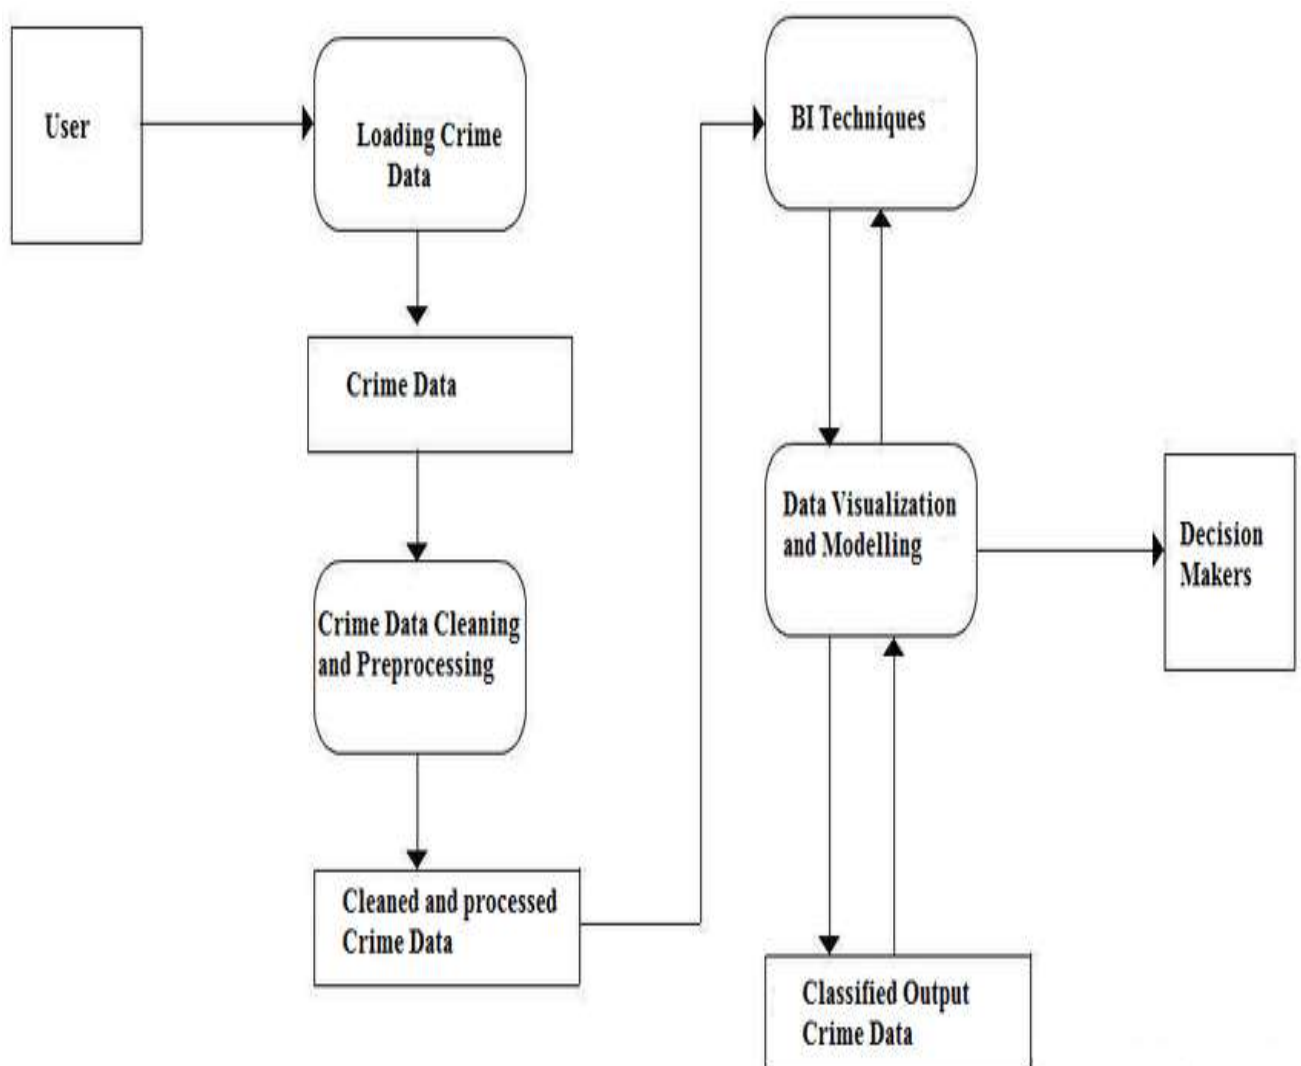 User
Loading Crime
Data
Crime Data
Crime Data Cleaning
and Preprocessing
Cleaned and processed
Crime Data
BI Techniques
Data Visualization
and Modelling
Decision
Makers
Classified Output
Crime Data